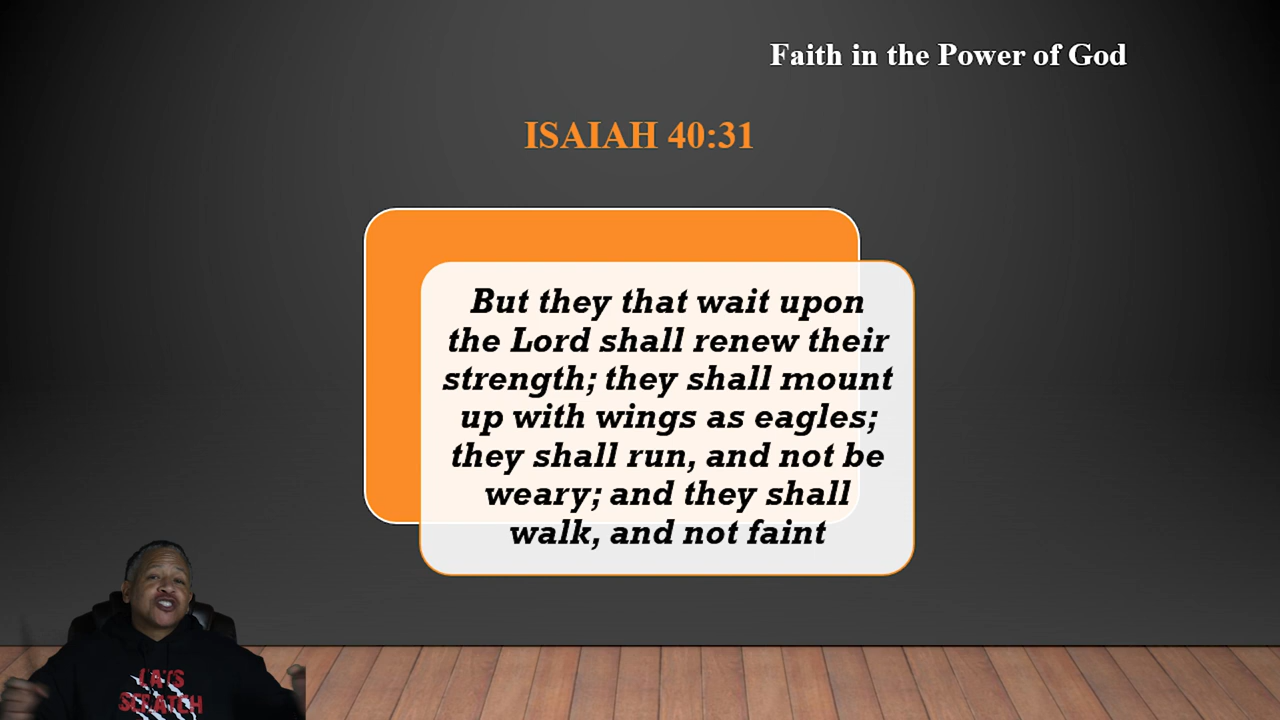 Faith in the Power of God
ISAIAH 40:31
But they that wait upon
the Lord shall renew their
strength; they shall mount
up with wings as eagles;
they shall run, and not be
weary; and they shall
walk, and not faint
SCRATCH